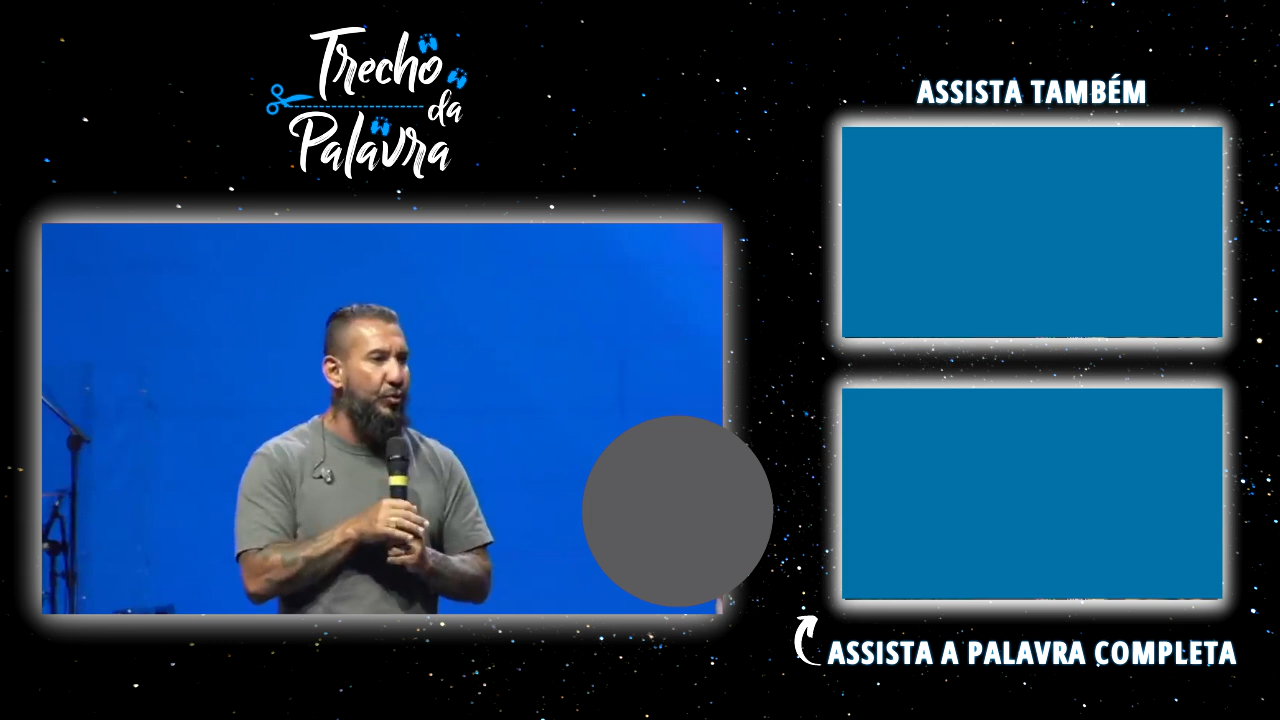 Trecho
da
Palavra
ASSISTA TAMBÉM
ASSISTA A PALAVRA COMPLETA